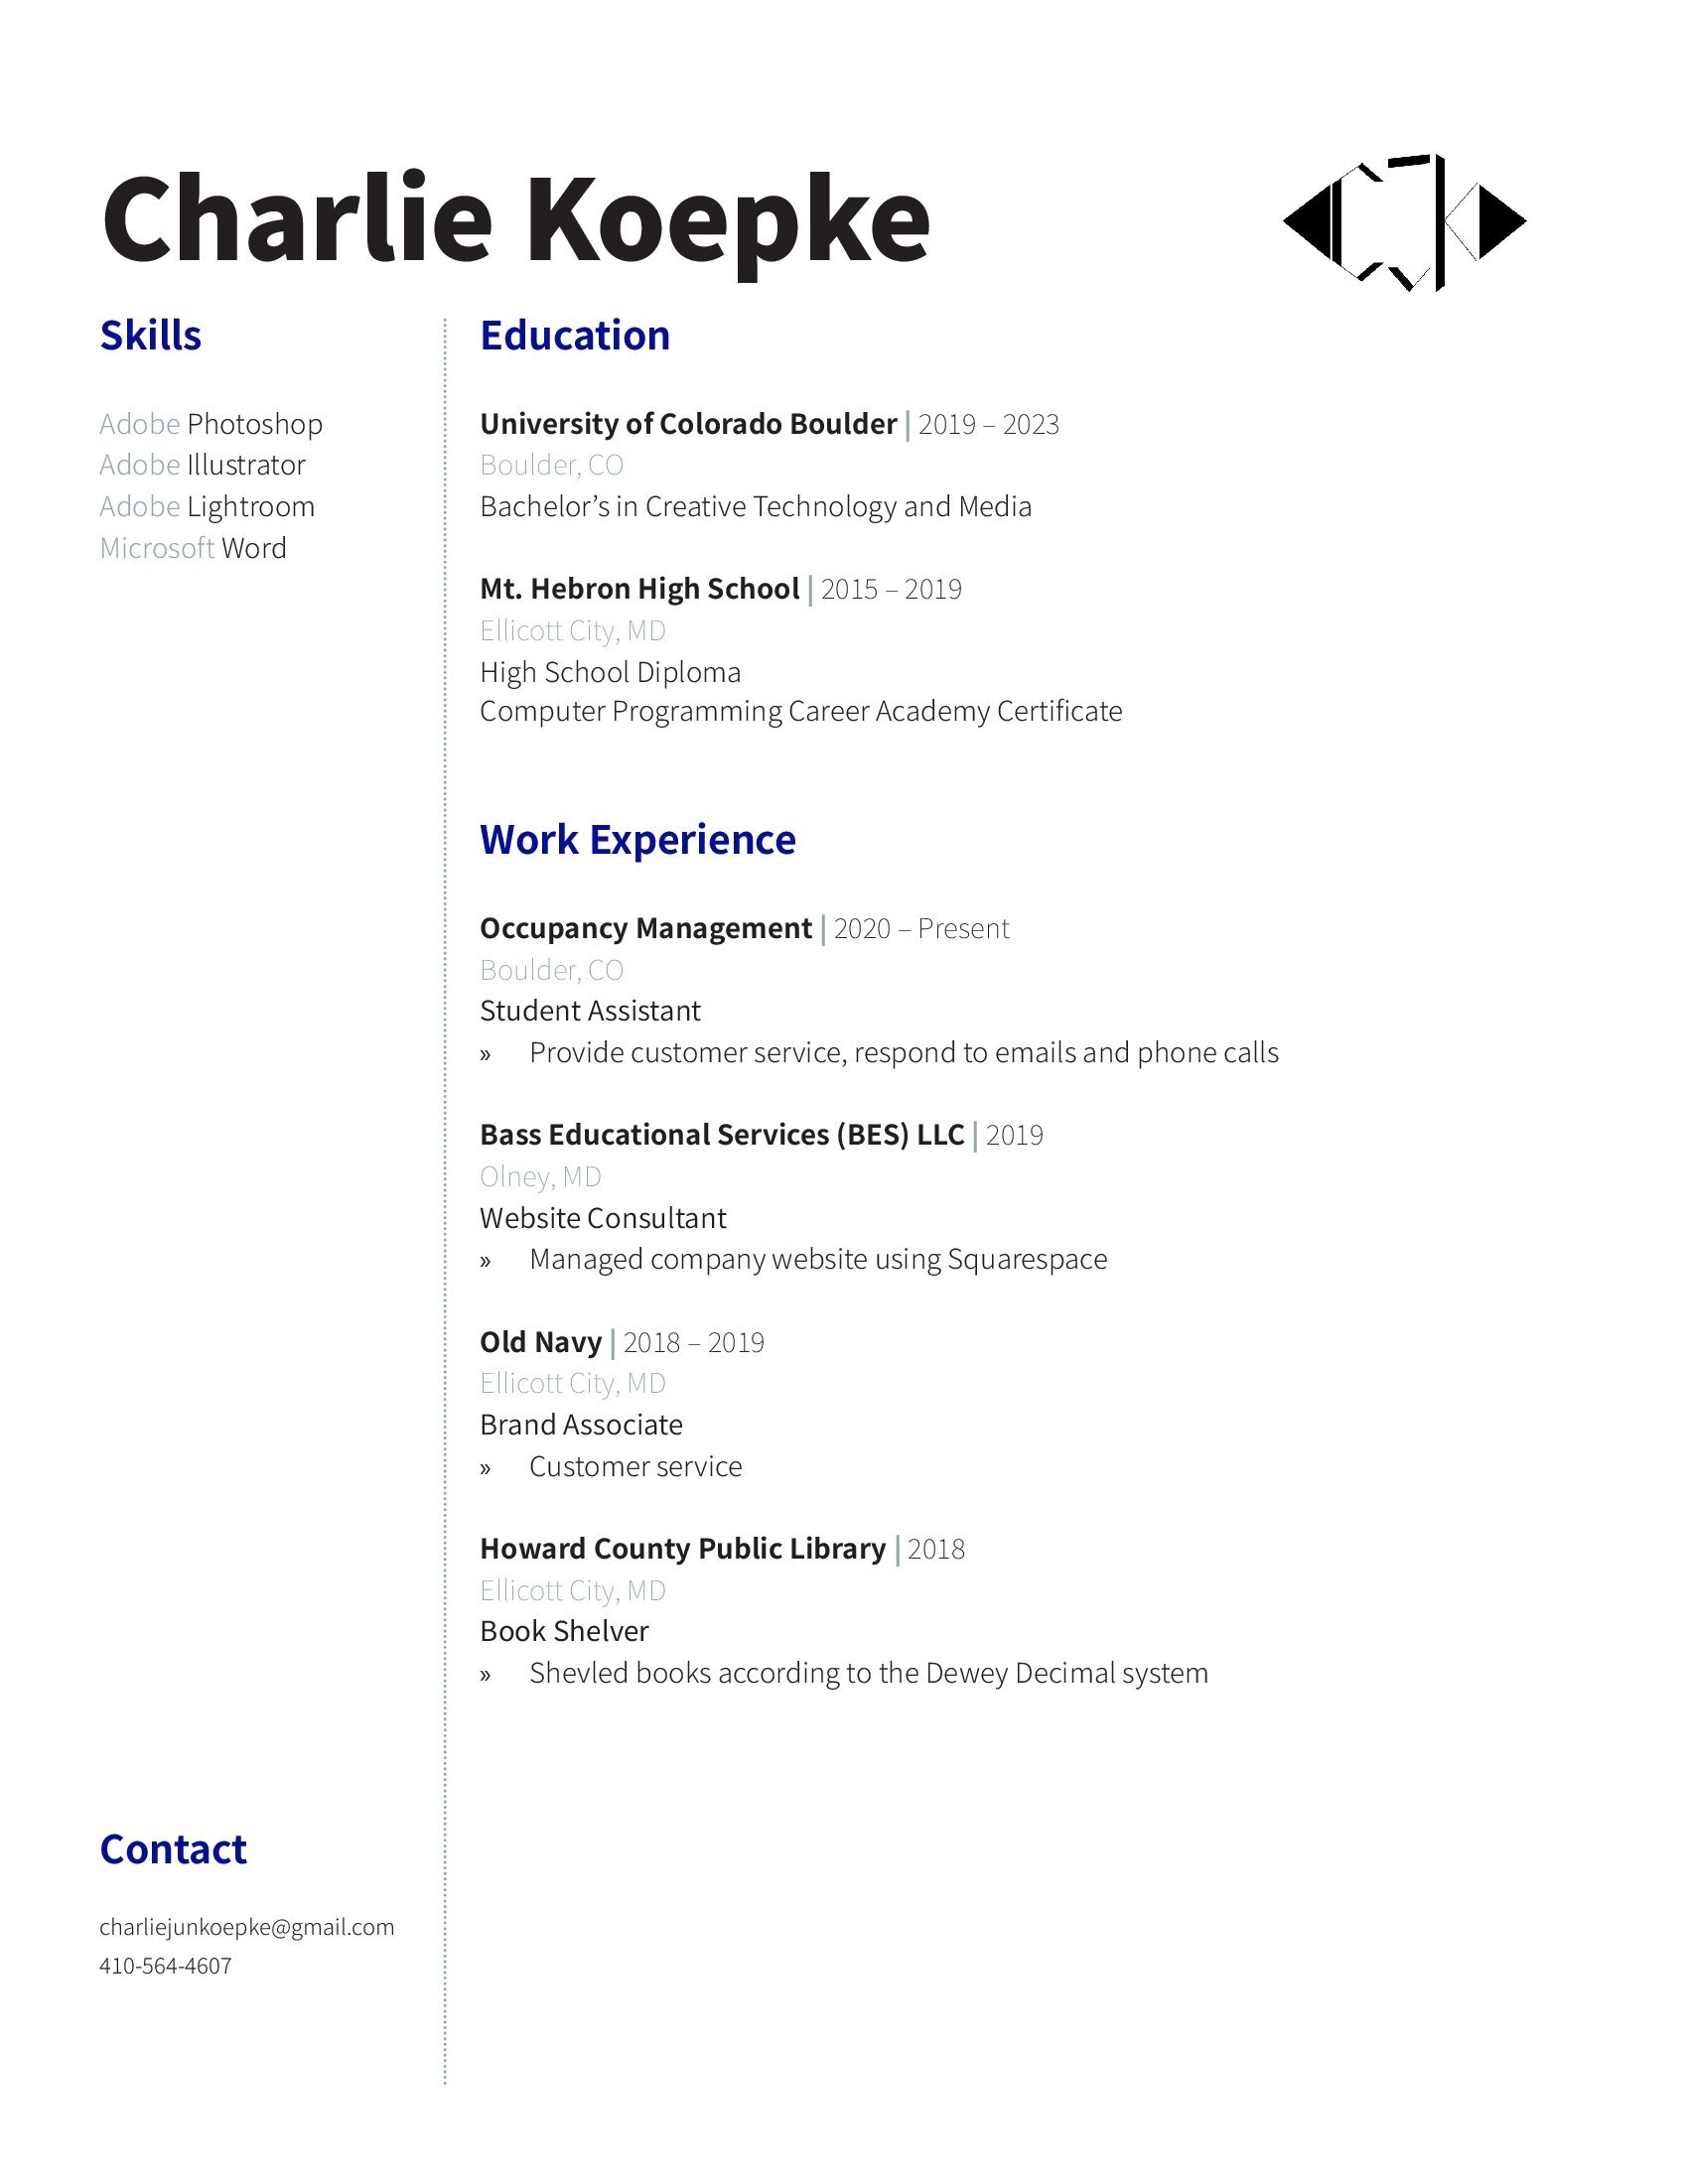 Charlie Koepke
CJK
Skills
Adobe Photoshop
Adobe Illustrator
Adobe Lightroom
Microsoft Word
Education
University of Colorado Boulder | 2019 – 2023
Boulder, CO
Bachelor’s in Creative Technology and Media
Mt. Hebron High School | 2015 – 2019
Ellicott City, MD
High School Diploma
Computer Programming Career Academy Certificate
Work Experience
Occupancy Management | 2020 – Present
Boulder, CO
Student Assistant
» Provide customer service, respond to emails and phone calls
Bass Educational Services (BES) LLC | 2019
Olney, MD
Website Consultant
» Managed company website using Squarespace
Old Navy | 2018 – 2019
Ellicott City, MD
Brand Associate
» Customer service
Howard County Public Library | 2018
Ellicott City, MD
Book Shelver
» Shevled books according to the Dewey Decimal system
Contact
charliejunkoepke@gmail.com
410-564-4607